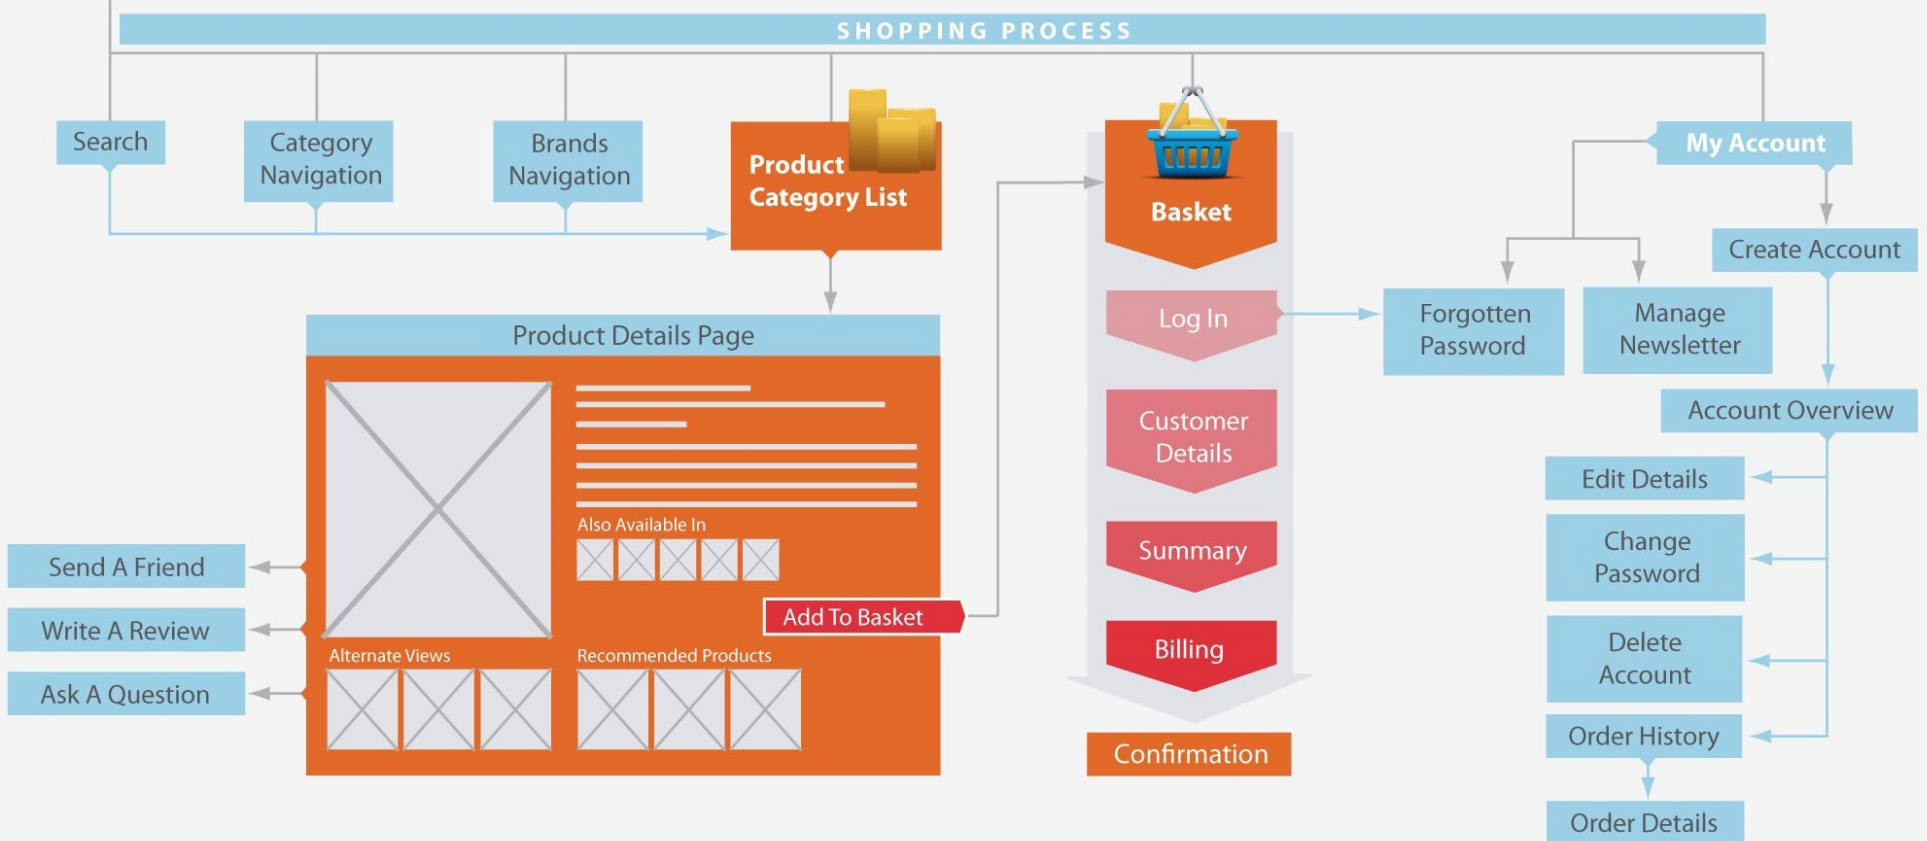 SHOPPING PROCESS
Search
Category
Navigation
Brands
Navigation
Product
Category List
Basket
My Account
Create Account
Log In
Forgotten
Password
Manage
Newsletter
Product Details Page
Customer
Details
Account Overview
Edit Details
Also Available In
Summary
Change
Password
Send A Friend
Add To Basket
Write A Review
Billing
Delete
Account
Alternate Views
Recommended Products
Ask A Question
Order History
Confirmation
Order Details